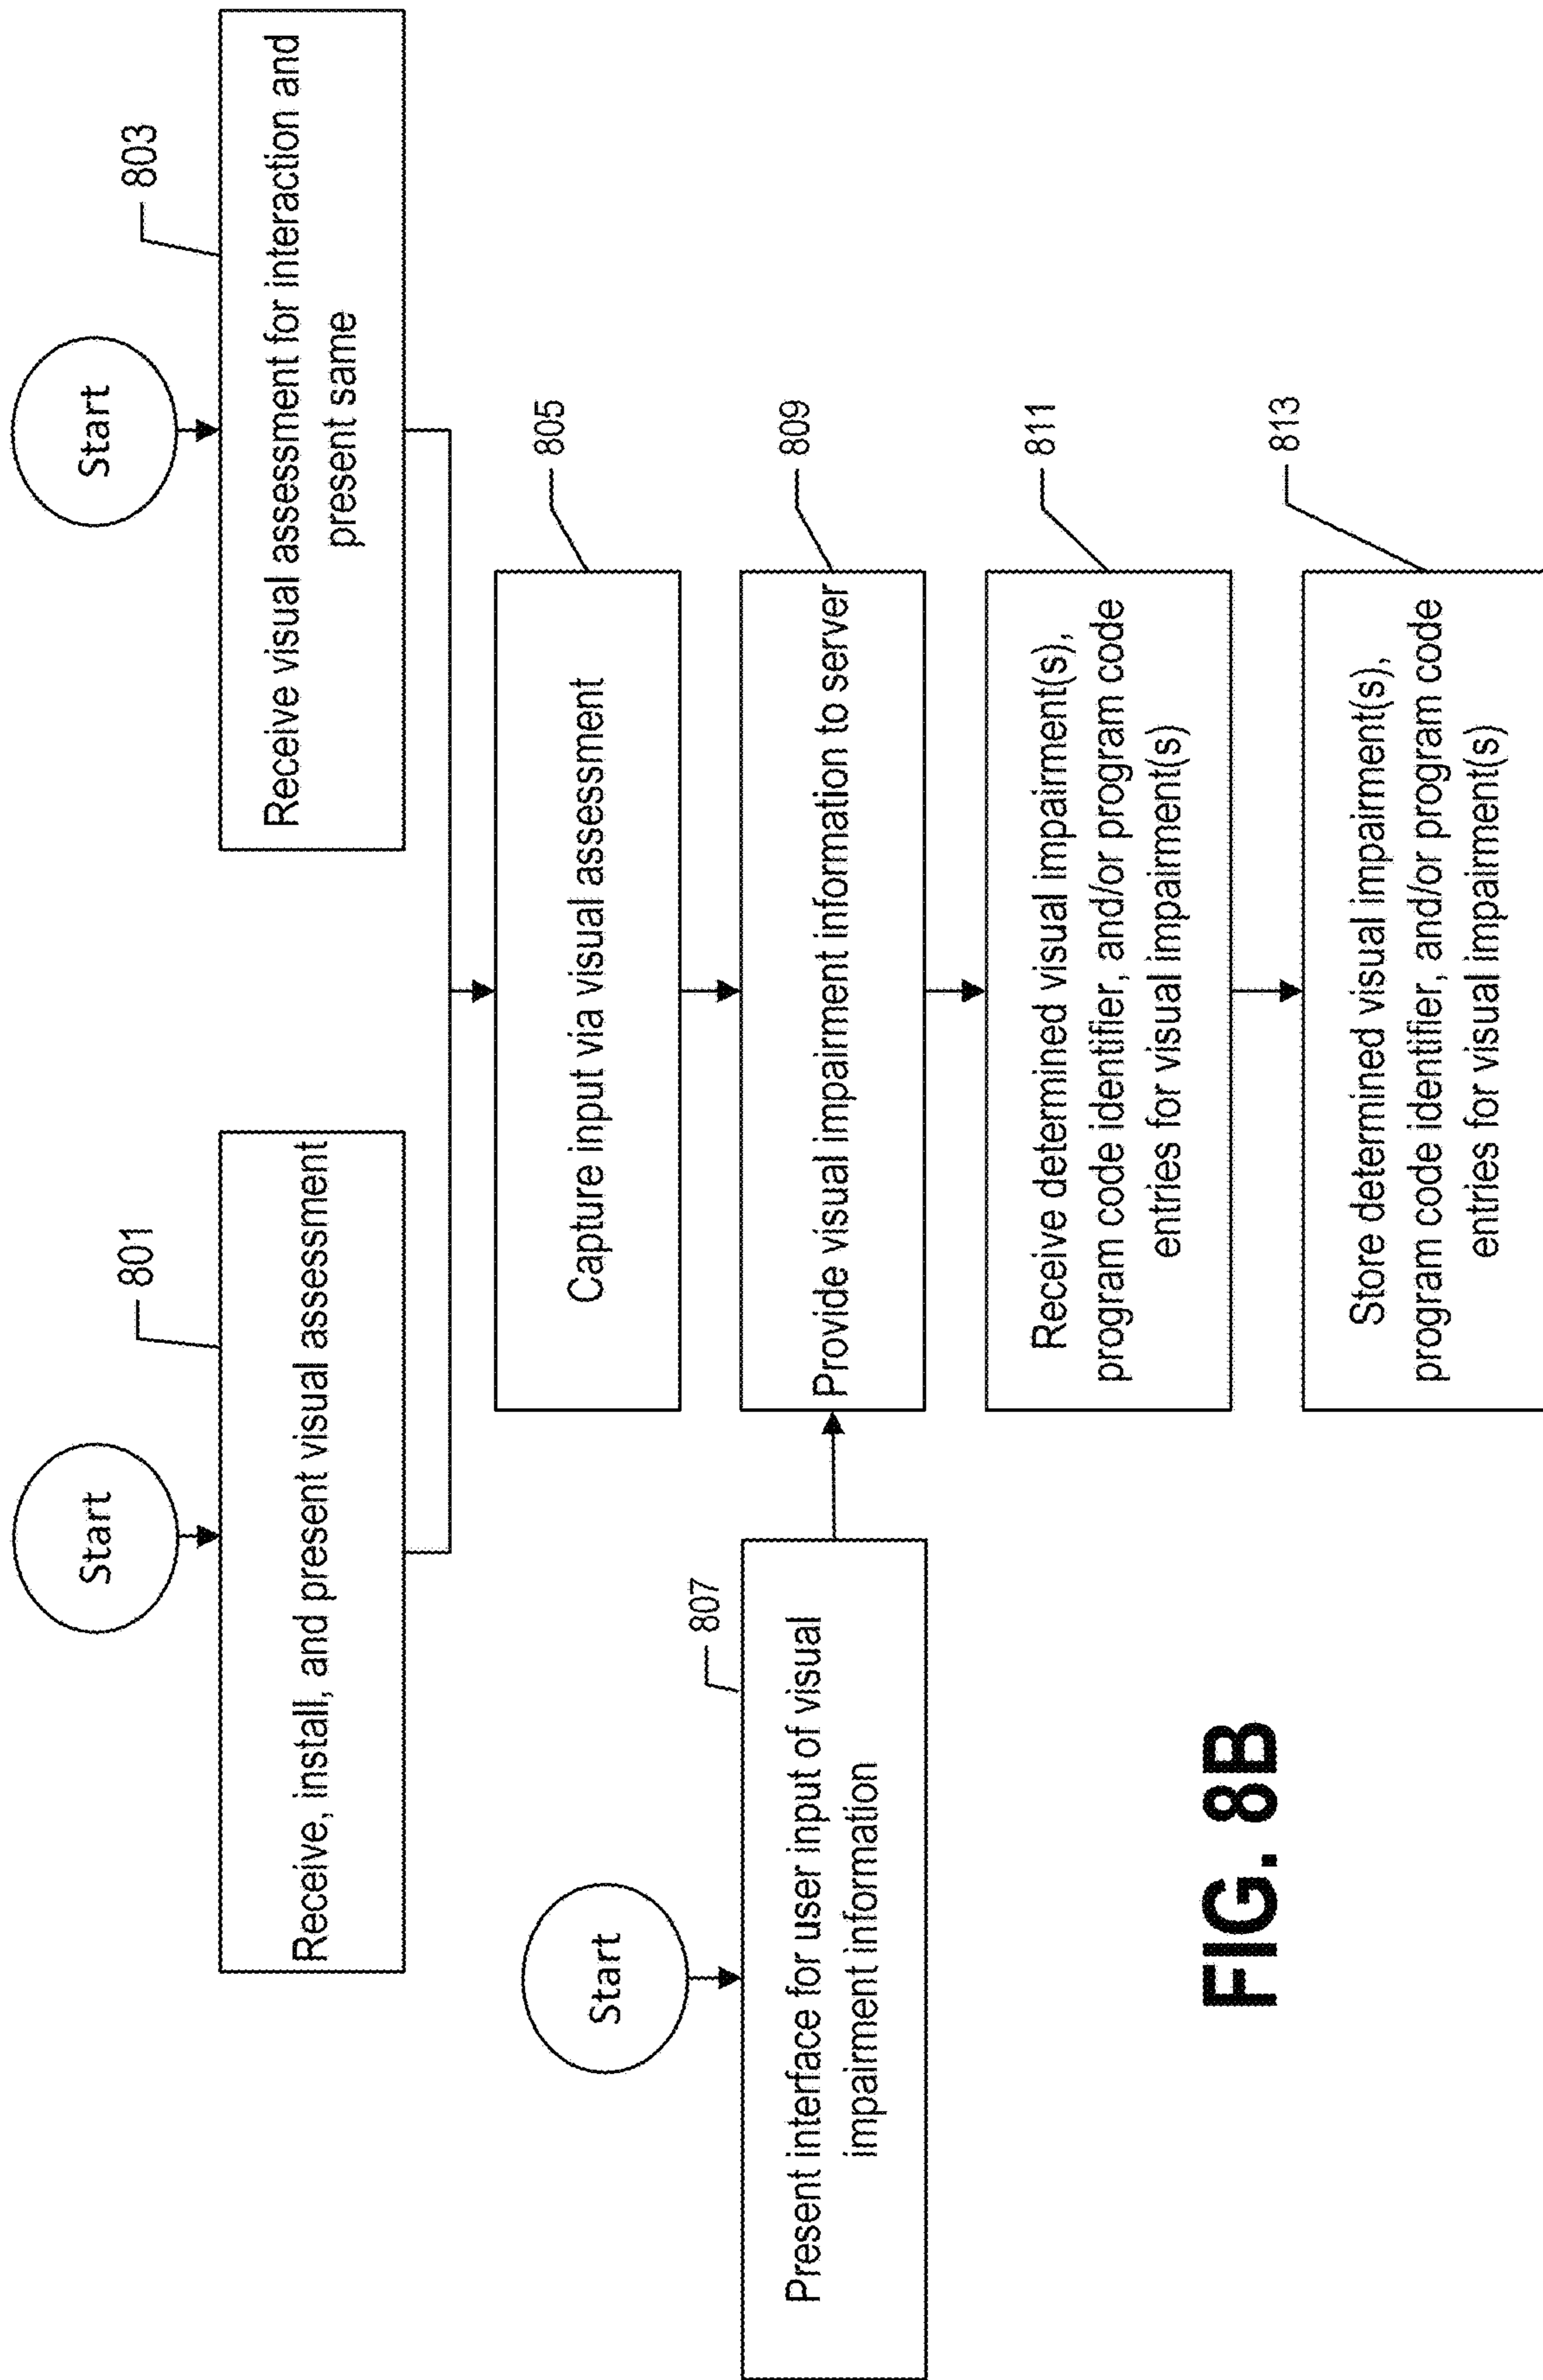 Start
801
Receive, install, and present visual assessment
Start
803
Receive visual assessment for interaction and
present same
805
Capture input via visual assessment
Start
807
Present interface for user input of visual
impairment information
809
Provide visual impairment information to server
811
Receive determined visual impairment(s),
program code identifier, and/or program code
entries for visual impairment(s)
813
Store determined visual impairment(s),
program code identifier, and/or program code
entries for visual impairment(s)
FIG. 8B